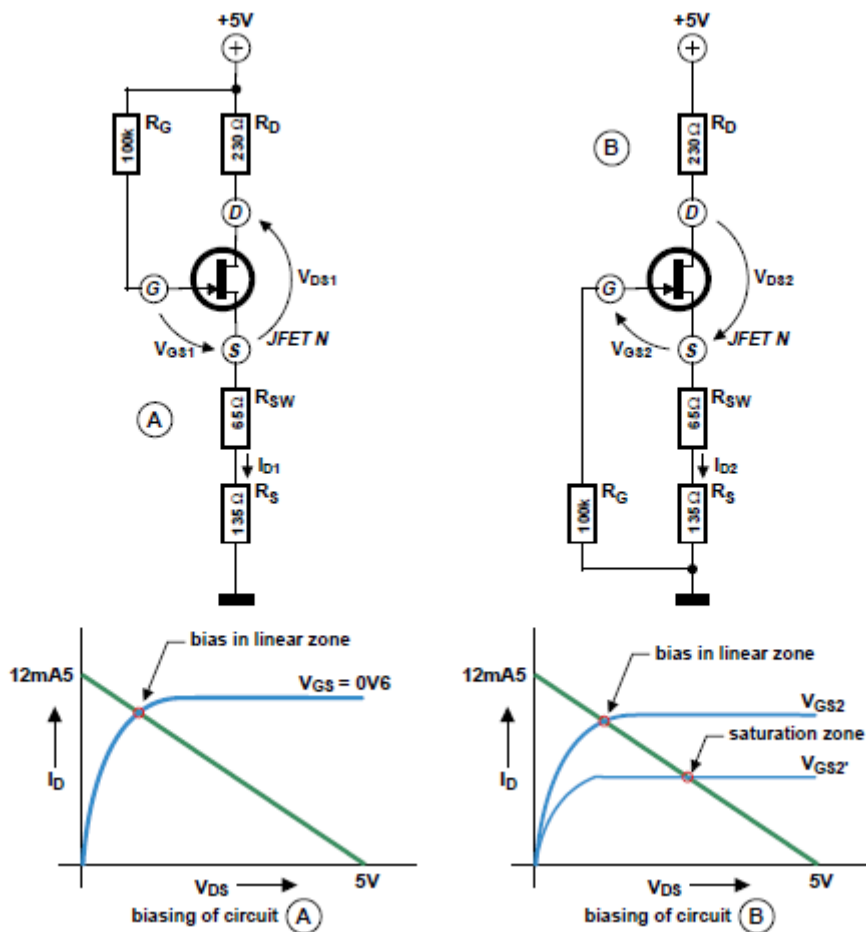 +5V
RG
100k
RD
230 Ω
D
G
VDS1
VGS1
S
JFET N
RSW
65Ω
A
ID1
RS
135 Ω
+5V
B
RD
230 Ω
D
G
VDS2
VGS2
S
JFET N
RSW
65Ω
ID2
RG
100k
RS
135 Ω
bias in linear zone
12mA5
VGS = 0V6
ID
VDS
5V
biasing of circuit A
bias in linear zone
12mA5
VGS2
saturation zone
VGS2'
ID
VDS
5V
biasing of circuit B